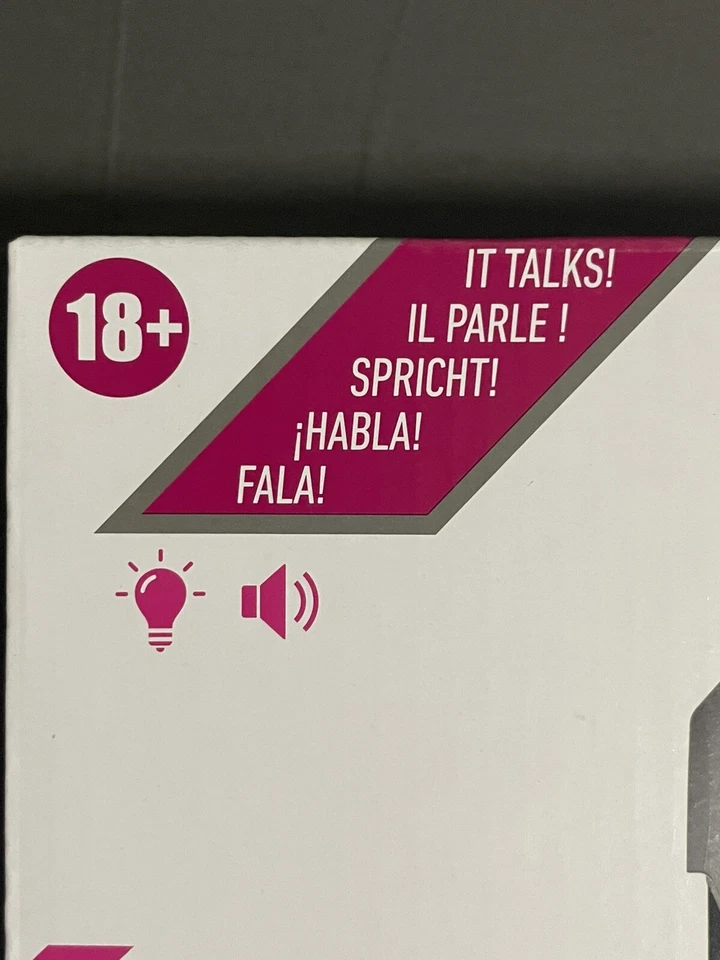 18+
IT TALKS!
IL PARLE !
SPRICHT!
¡HABLA!
FALA!